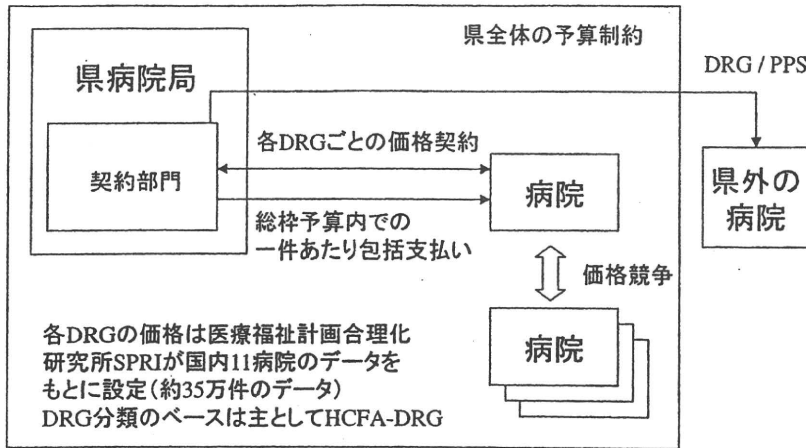 県全体の予算制約
県病院局
DRG / PPS
各DRGごとの価格契約
契約部門
病院
県外の
病院
総枠予算内での
一件あたり包括支払い
価格競争
各DRGの価格は医療福祉計画合理化
研究所SPRIが国内11病院のデータを
もとに設定(約35万件のデータ)
DRG分類のベースは主としてHCFA-DRG
病院